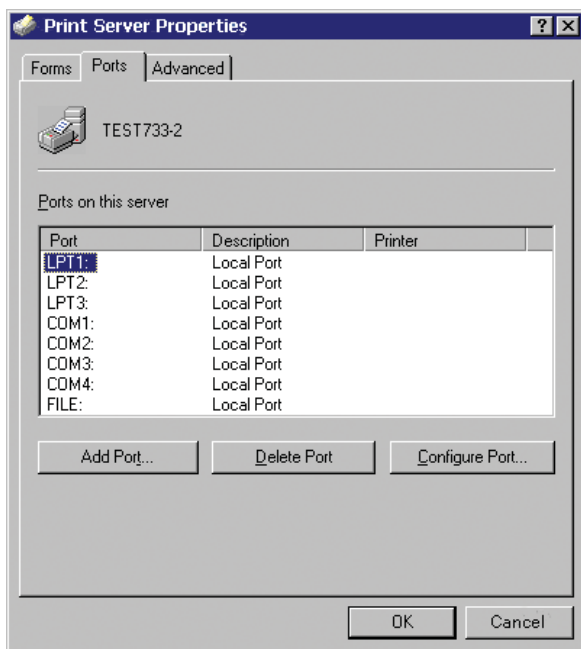 Print Server Properties
Forms Ports Advanced
TEST733-2
Ports on this server
Port Description Printer
LPT1: Local Port
LPT2: Local Port
LPT3: Local Port
COM1: Local Port
COM2: Local Port
COM3: Local Port
COM4: Local Port
FILE: Local Port
Add Port... Delete Port Configure Port...
OK Cancel